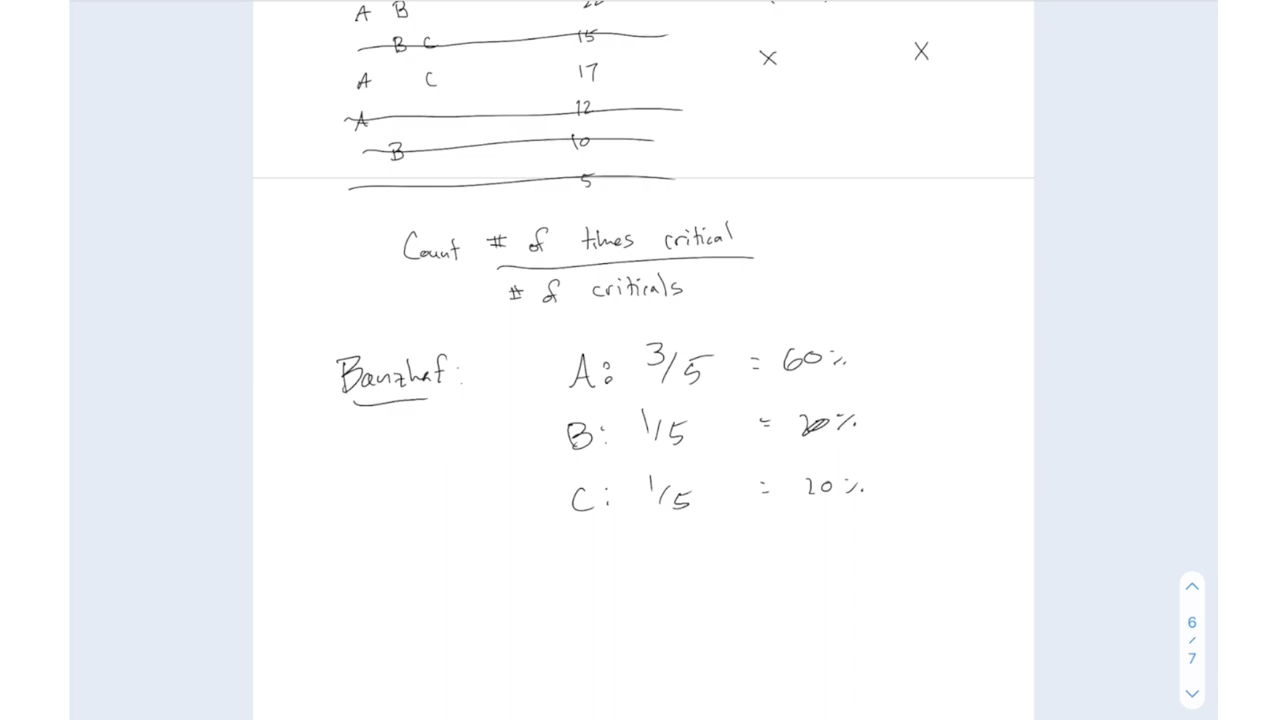 A B
B C 15
X X
A C 17
A 12
B 10
5
Count # of times critical
# of criticals
Banzhaf: A: 3/5 = 60%
B: 1/5 = 20%
C: 1/5 = 20%
6
/
7